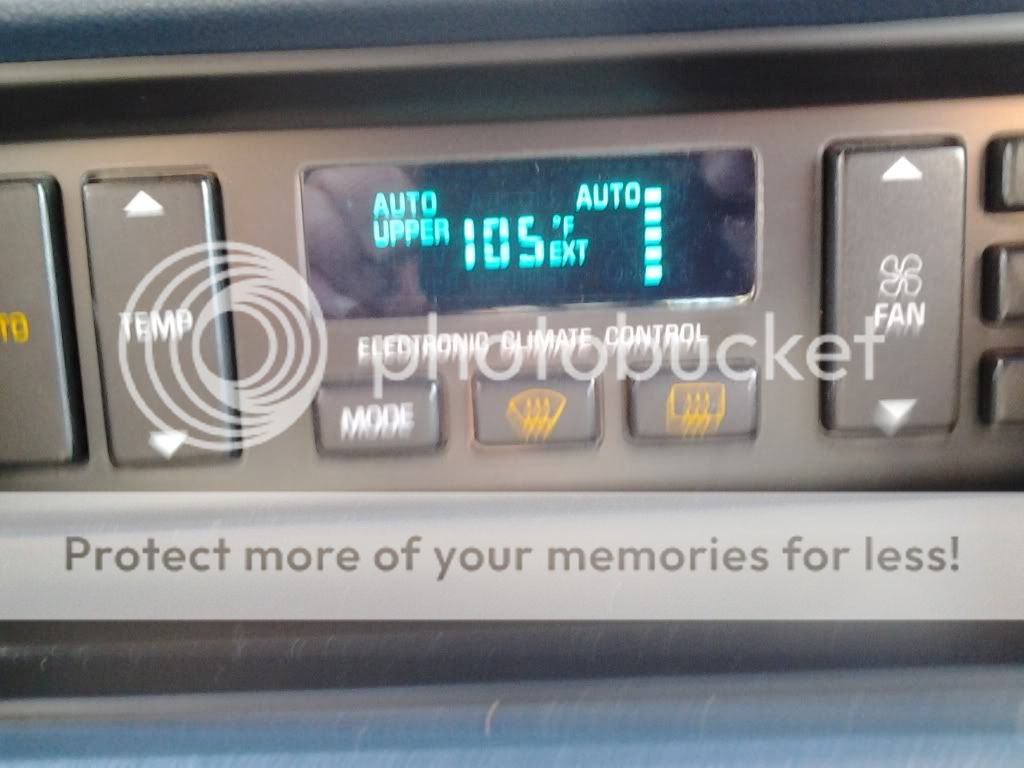 AUTO AUTO
UPPER 105 °F
EXT
TEMP
FAN
ELECTRONIC CLIMATE CONTROL
photobucket
MODE
Protect more of your memories for less!